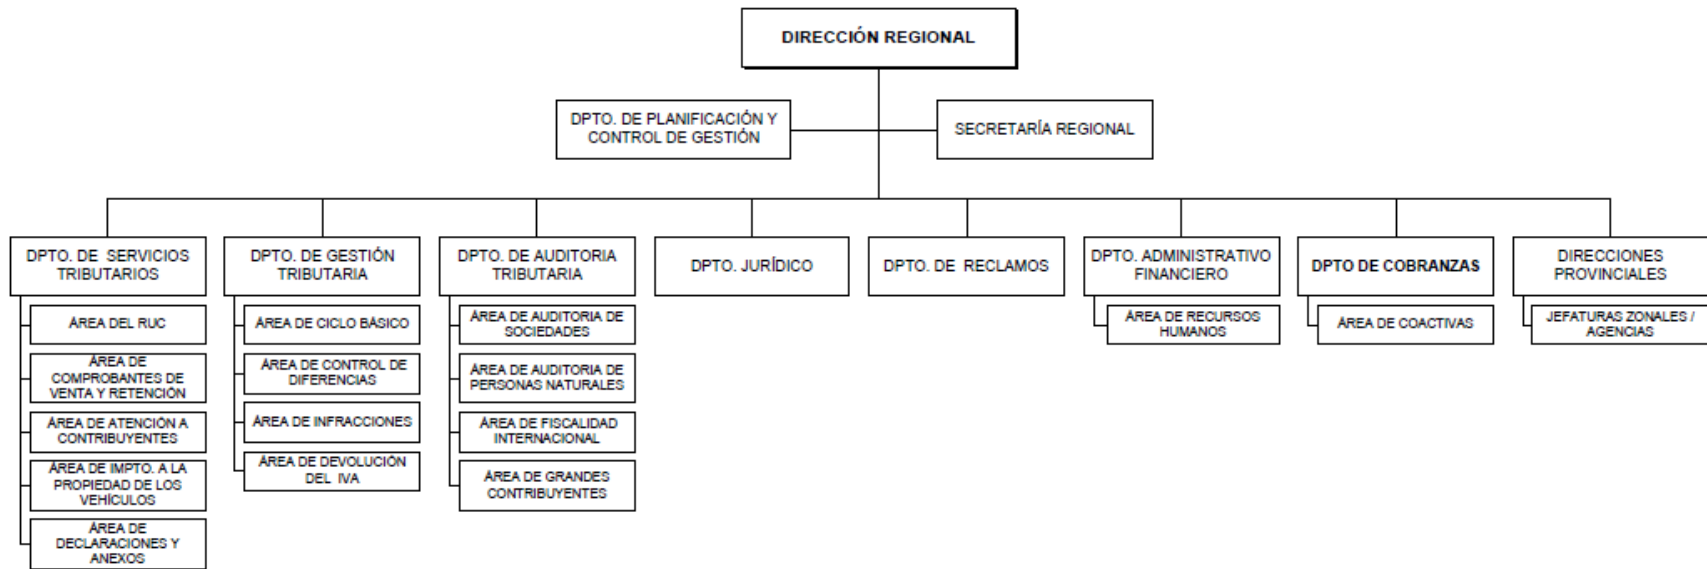 DIRECCIÓN REGIONAL
DPTO. DE PLANIFICACIÓN Y
CONTROL DE GESTIÓN
SECRETARÍA REGIONAL
DPTO. DE SERVICIOS
TRIBUTARIOS
ÁREA DEL RUC
ÁREA DE
COMPROBANTES DE
VENTA Y RETENCIÓN
ÁREA DE ATENCIÓN A
CONTRIBUYENTES
ÁREA DE IMPTO. A LA
PROPIEDAD DE LOS
VEHÍCULOS
ÁREA DE
DECLARACIONES Y
ANEXOS
DPTO. DE GESTIÓN
TRIBUTARIA
ÁREA DE CICLO BÁSICO
ÁREA DE CONTROL DE
DIFERENCIAS
ÁREA DE INFRACCIONES
ÁREA DE DEVOLUCIÓN
DEL IVA
DPTO. DE AUDITORIA
TRIBUTARIA
ÁREA DE AUDITORIA DE
SOCIEDADES
ÁREA DE AUDITORIA DE
PERSONAS NATURALES
ÁREA DE FISCALIDAD
INTERNACIONAL
ÁREA DE GRANDES
CONTRIBUYENTES
DPTO. JURÍDICO
DPTO. DE RECLAMOS
DPTO. ADMINISTRATIVO
FINANCIERO
ÁREA DE RECURSOS
HUMANOS
DPTO DE COBRANZAS
ÁREA DE COACTIVAS
DIRECCIONES
PROVINCIALES
JEFATURAS ZONALES /
AGENCIAS